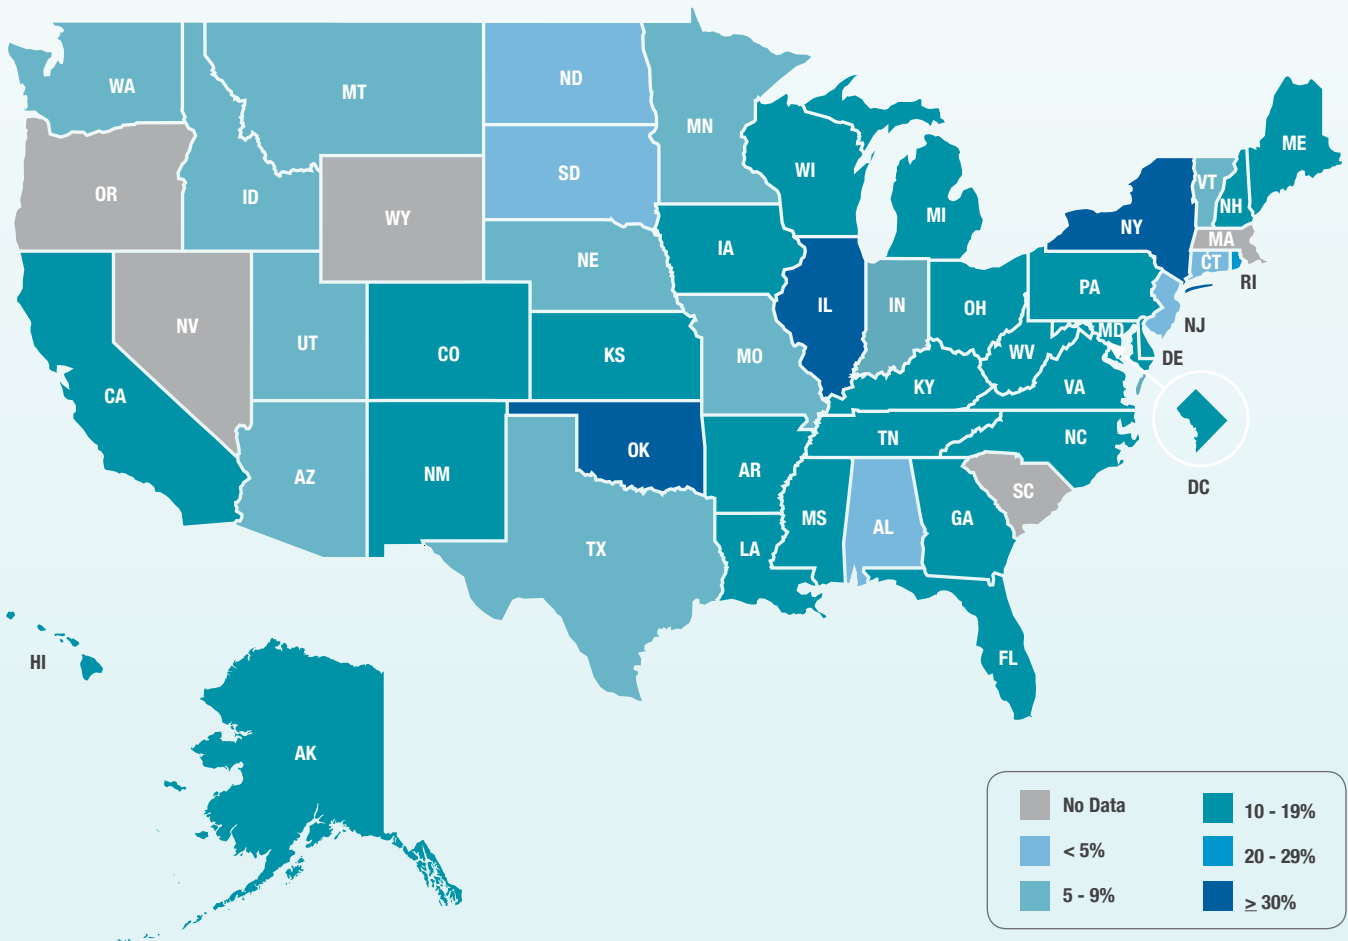 WA
MT
ND
MN
OR
ID
WY
SD
WI
MI
ME
VT
NH
NY
MA
CT
RI
IA
NE
PA
NJ
NV
UT
CO
KS
MO
IL
IN
OH
MD
DE
WV
VA
CA
KY
AZ
NM
OK
AR
TN
NC
DC
SC
MS
AL
GA
LA
TX
FL
HI
AK
No Data
< 5%
5 - 9%
10 - 19%
20 - 29%
≥ 30%